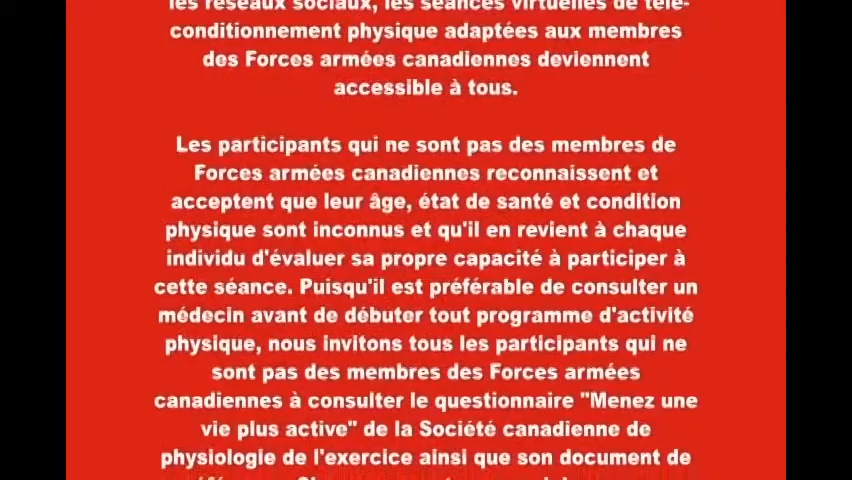 les réseaux sociaux, les séances virtuelles de télé-
conditionnement physique adaptées aux membres
des Forces armées canadiennes deviennent
accessible à tous.
Les participants qui ne sont pas des membres de
Forces armées canadiennes reconnaissent et
acceptent que leur âge, état de santé et condition
physique sont inconnus et qu'il en revient à chaque
individu d'évaluer sa propre capacité à participer à
cette séance. Puisqu'il est préférable de consulter un
médecin avant de débuter tout programme d'activité
physique, nous invitons tous les participants qui ne
sont pas des membres des Forces armées
canadiennes à consulter le questionnaire "Menez une
vie plus active" de la Société canadienne de
physiologie de l'exercice ainsi que son document de